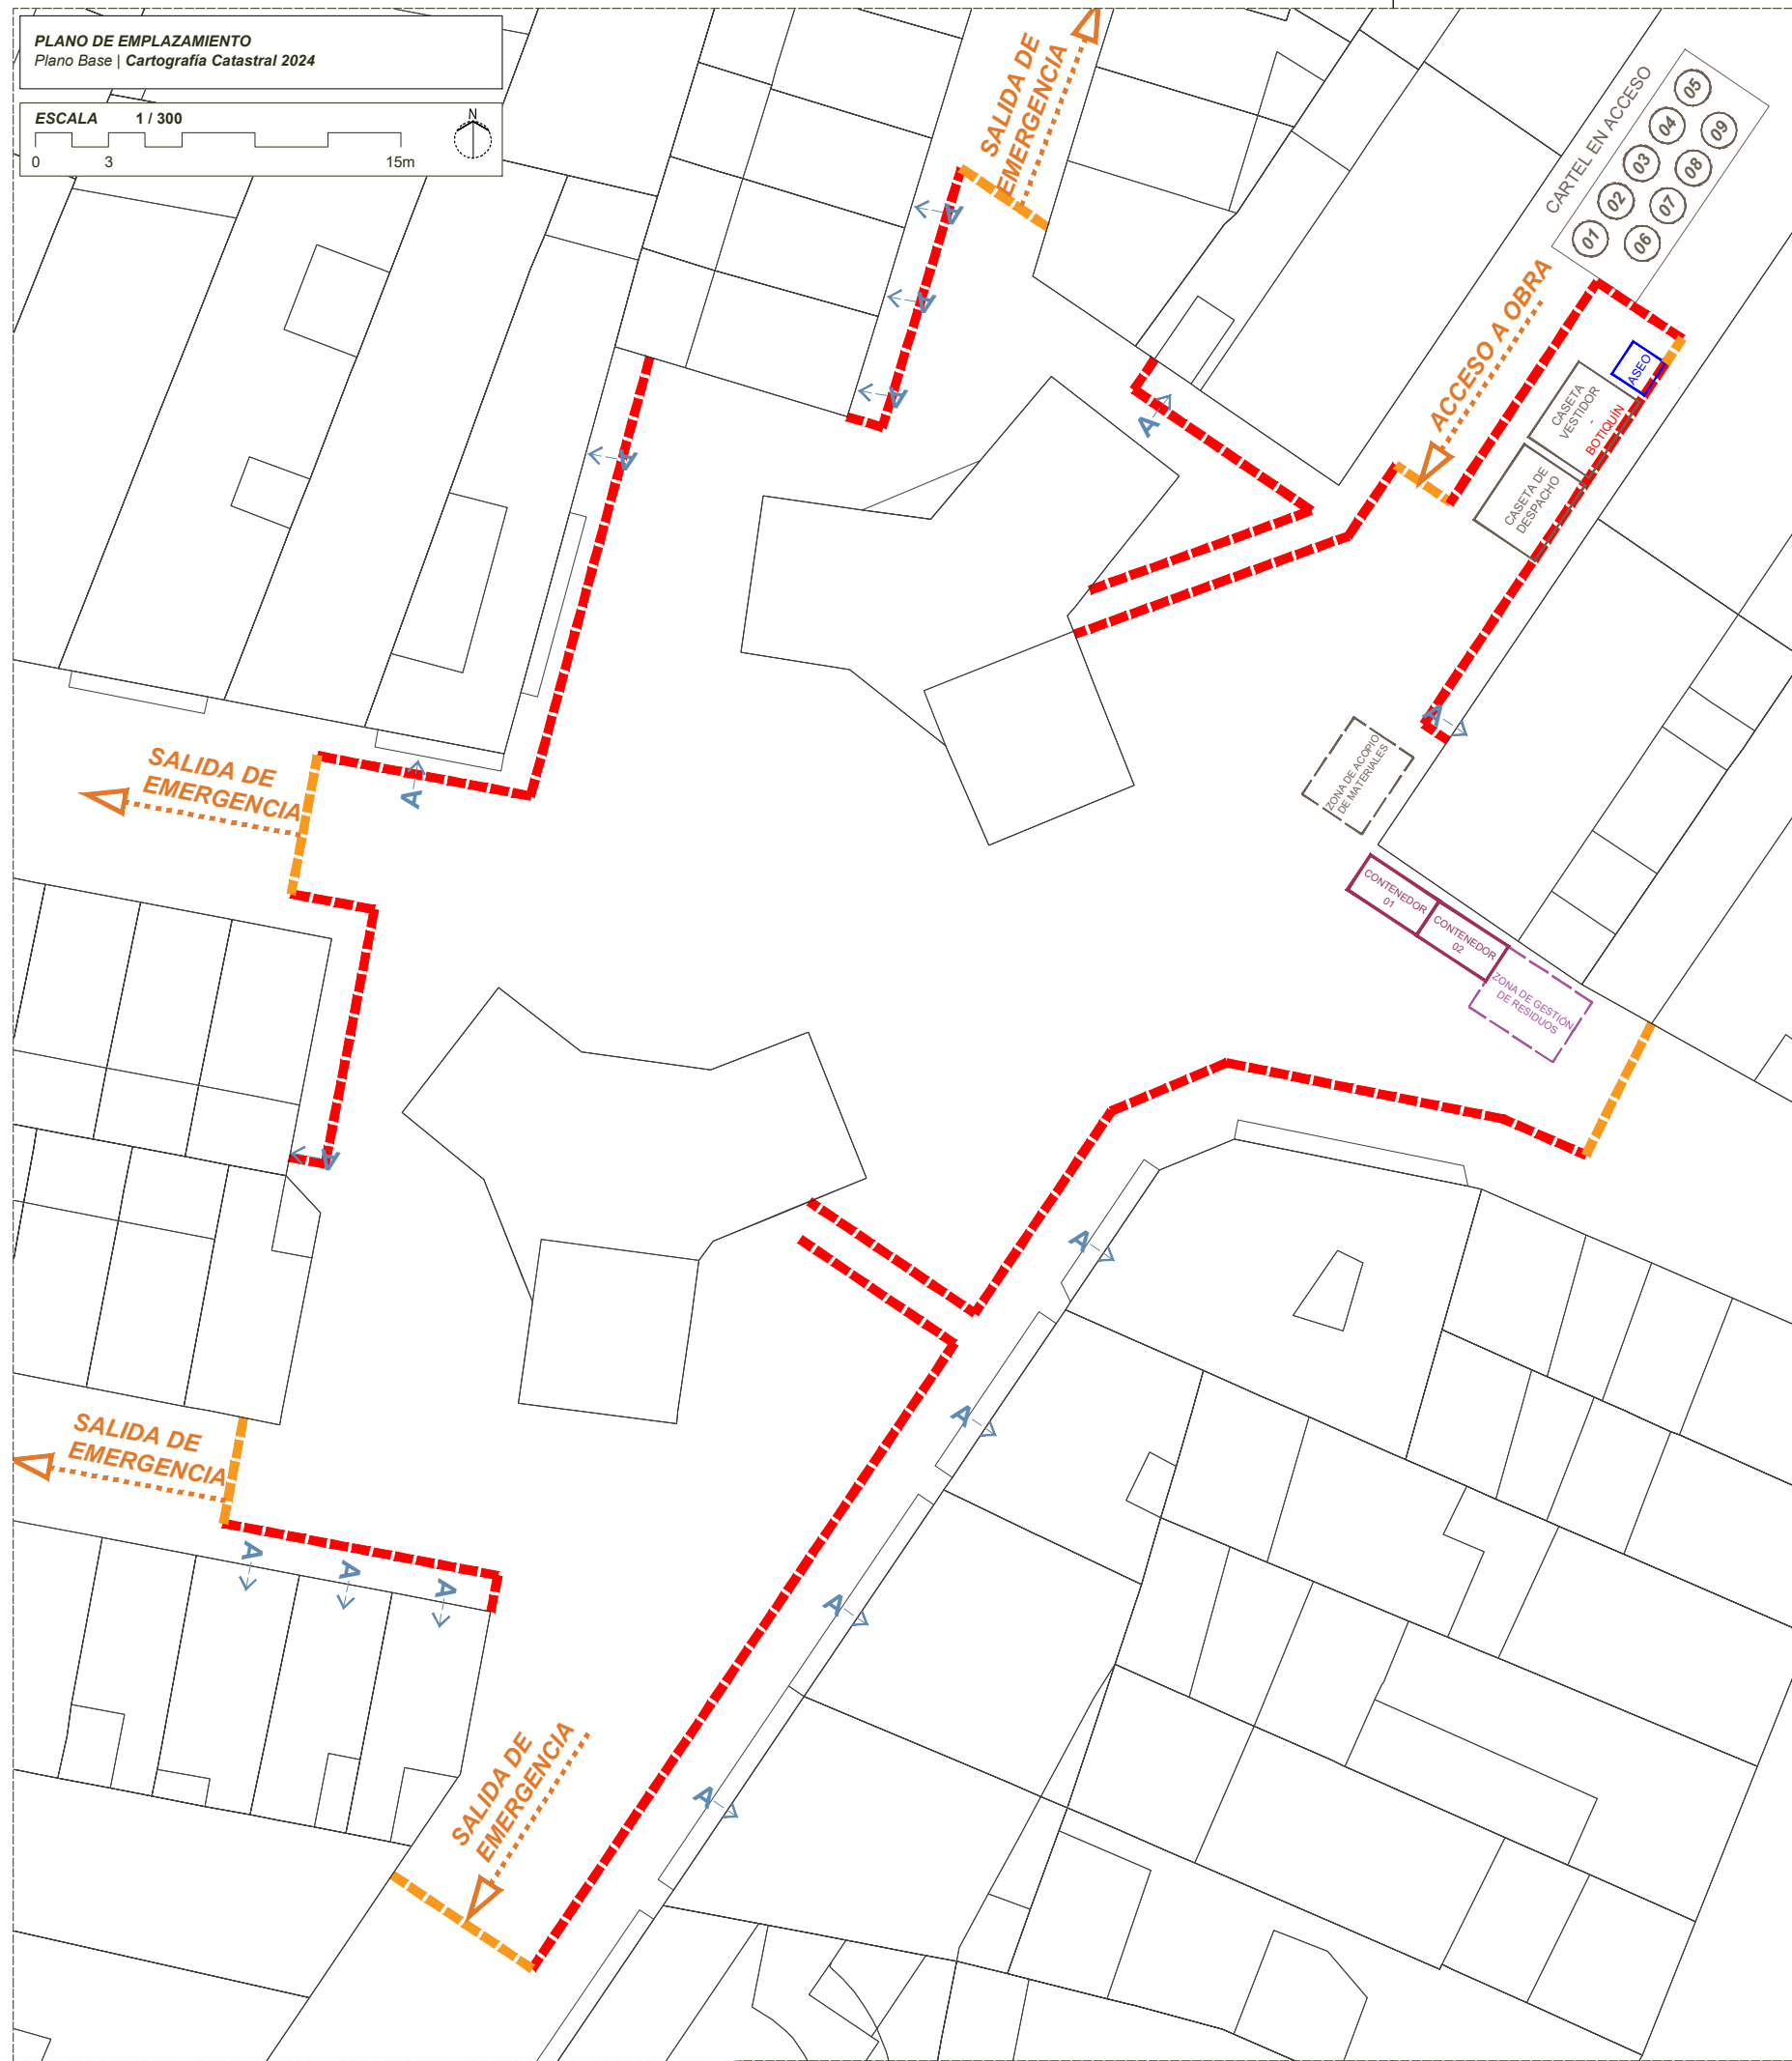 PLANO DE EMPLAZAMIENTO
Plano Base | Cartografía Catastral 2024
ESCALA 1 / 300
N
0 3 15m
SALIDA DE
EMERGENCIA
CARTEL EN ACCESO
05
04 09
03 08
02 07
01 06
ACCESO A OBRA
ASEO
CASETA
VESTIDOR
-
BOTIQUÍN
CASETA DE
DESPACHO
A
A
A
A
A
A
A
ZONA DE ACOPIO
DE MATERIALES
SALIDA DE
EMERGENCIA
CONTENEDOR
01
CONTENEDOR
02
ZONA DE GESTIÓN
DE RESIDUOS
A
A
A
SALIDA DE
EMERGENCIA
A
A
A
A
A
SALIDA DE
EMERGENCIA